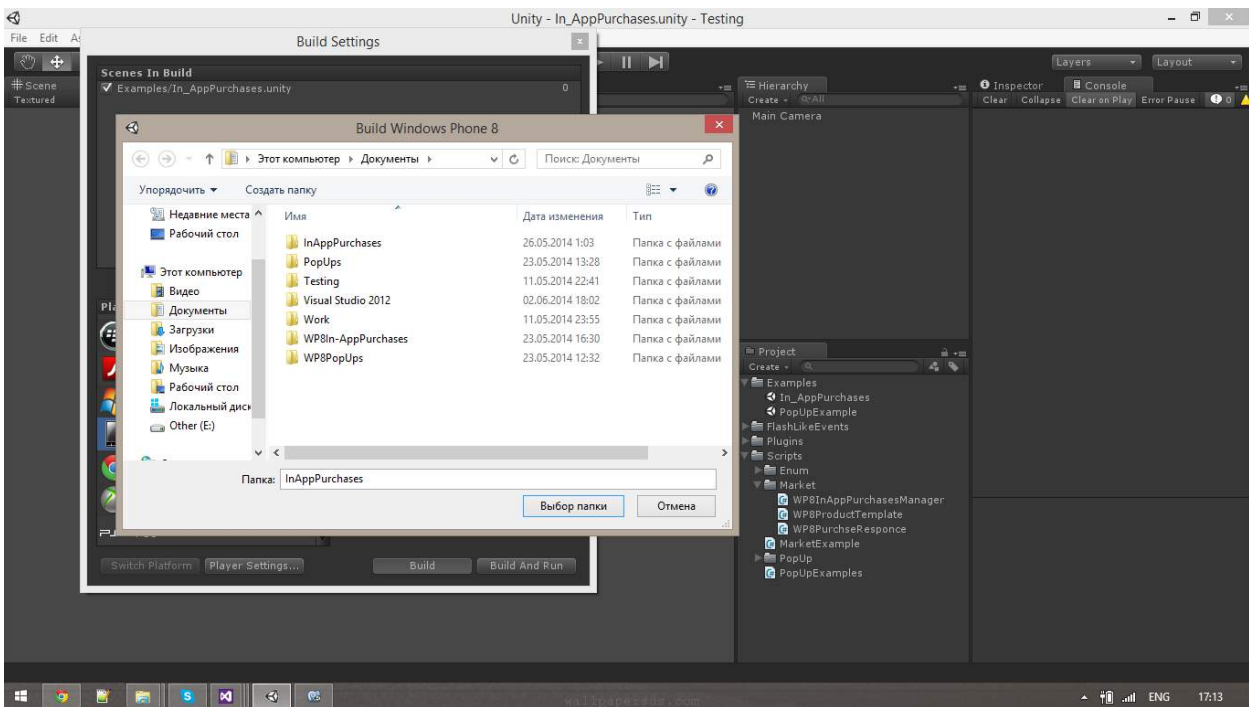 Unity - In_AppPurchases.unity - Testing
File Edit
Build Settings
Layers
Layout
Scenes In Build
Examples/In_AppPurchases.unity 0
Scene
Textured
Hierarchy
Create All
Main Camera
Inspector
Console
Clear Collapse Clear on Play Error Pause 0
Build Windows Phone 8
Этот компьютер Документы
Поиск: Документы
Упорядочить
Создать папку
Недавние места
Рабочий стол
Этот компьютер
Видео
Документы
Загрузки
Изображения
Музыка
Рабочий стол
Локальный диск
Other (E:)
Имя Дата изменения Тип
InAppPurchases 26.05.2014 1:03 Папка с файлами
PopUps 23.05.2014 13:28 Папка с файлами
Testing 11.05.2014 22:41 Папка с файлами
Visual Studio 2012 02.06.2014 18:02 Папка с файлами
Work 11.05.2014 23:55 Папка с файлами
WP8In-AppPurchases 23.05.2014 16:30 Папка с файлами
WP8PopUps 23.05.2014 12:32 Папка с файлами
Папка: InAppPurchases
Выбор папки
Отмена
Switch Platform
Player Settings...
Build
Build And Run
Project
Create
Examples
In_AppPurchases
PopUpExample
FlashLikeEvents
Plugins
Scripts
Enum
Market
WP8InAppPurchasesManager
WP8ProductTemplate
WP8PurchseResponce
MarketExample
PopUp
PopUpExamples
ENG 17:13